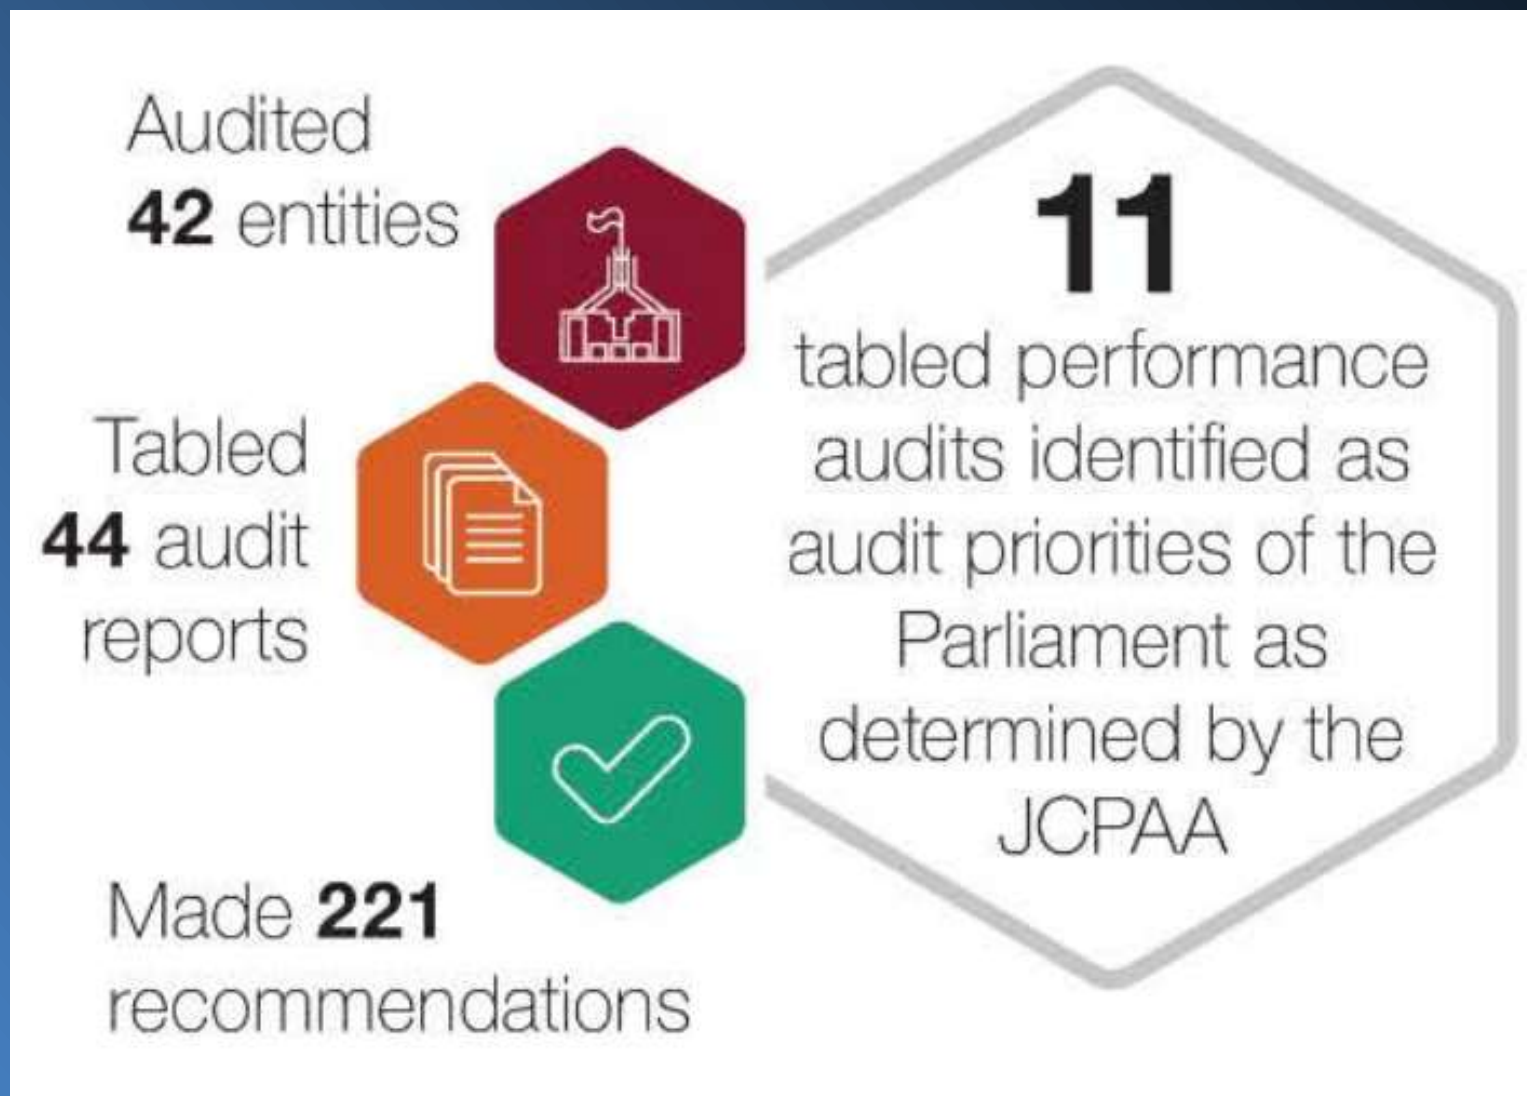 Audited
42 entities
Tabled
44 audit
reports
Made 221
recommendations
11
tabled performance
audits identified as
audit priorities of the
Parliament as
determined by the
JCPAA